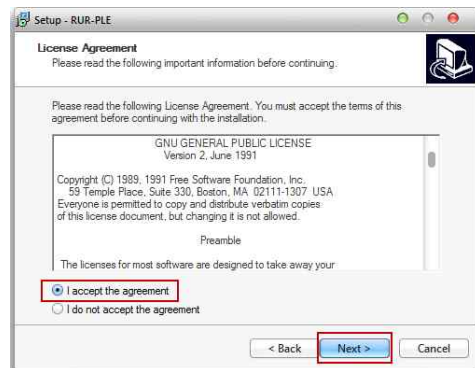 Setup - RUR-PLE
License Agreement
Please read the following important information before continuing.
Please read the following License Agreement. You must accept the terms of this
agreement before continuing with the installation.
GNU GENERAL PUBLIC LICENSE
Version 2, June 1991
Copyright (C) 1989, 1991 Free Software Foundation, Inc.
59 Temple Place, Suite 330, Boston, MA 02111-1307 USA
Everyone is permitted to copy and distribute verbatim copies
of this license document, but changing it is not allowed.
Preamble
The licenses for most software are designed to take away your
I accept the agreement
I do not accept the agreement
< Back Next > Cancel